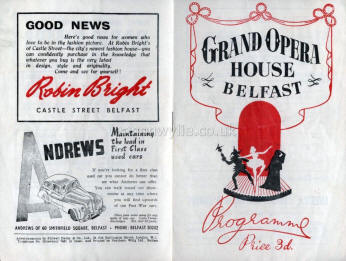 GOOD NEWS
Here's good news for women who
love to be in the fashion picture. At Robin Bright's
of Castle Street—the city's newest fashion house—you
can confidently purchase in the knowledge that
whatever you buy is the very latest
in design, style and originality.
Come and see for yourself!
Robin Bright
CASTLE STREET BELFAST
ANDREWS
Maintaining
the lead in
First Class
used cars
If you're looking for a first class
used car you cannot do better than
see what Andrews can offer.
You can walk round our show-
rooms at any time where
you will find upwards
of ten Post War cars.
ANDREWS OF 60 SMITHFIELD SQUARE, BELFAST - PHONE: BELFAST
GRAND OPERA
HOUSE
BELFAST
Programme
Price 3d.